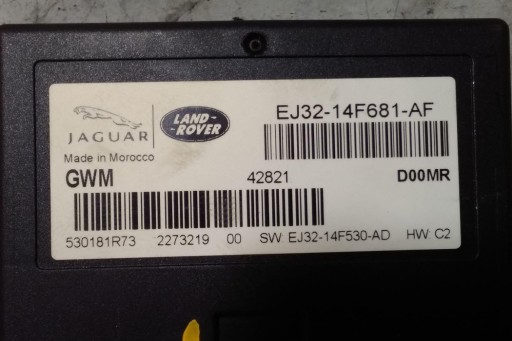 JAGUAR
LAND-
-ROVER
EJ32-14F681-AF
Made in Morocco
GWM 42821 D00MR
530181R73 2273219 00 SW: EJ32-14F530-AD HW: C2